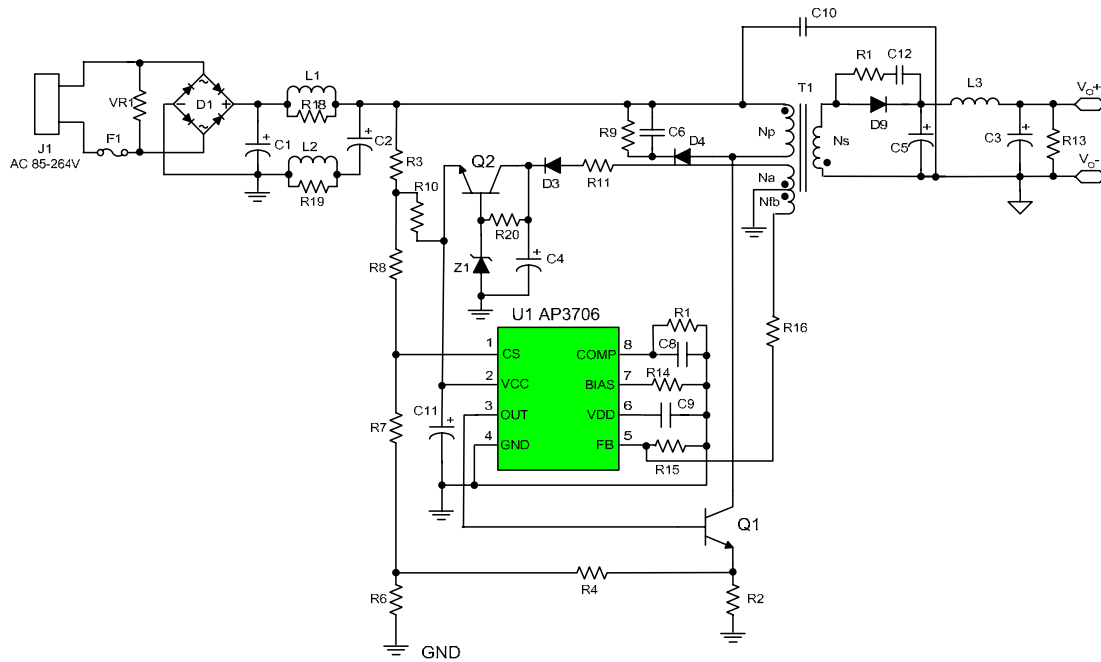 C10
R1 C12
L1
T1
L3
VO+
VR1
D1
R18
R9
C6
D4
Np
D9
J1
AC 85-264V
F1
C1
L2
C2
Ns
C5
C3
R13
R3
Q2
VO-
R19
R10
D3
R11
Na
Nfb
R20
R8
Z1
C4
U1 AP3706
R1
R16
1 CS COMP 8
C8
2 VCC BIAS 7 R14
C11
3 OUT VDD 6 C9
R7
4 GND FB 5
R15
Q1
R4
R6
R2
GND